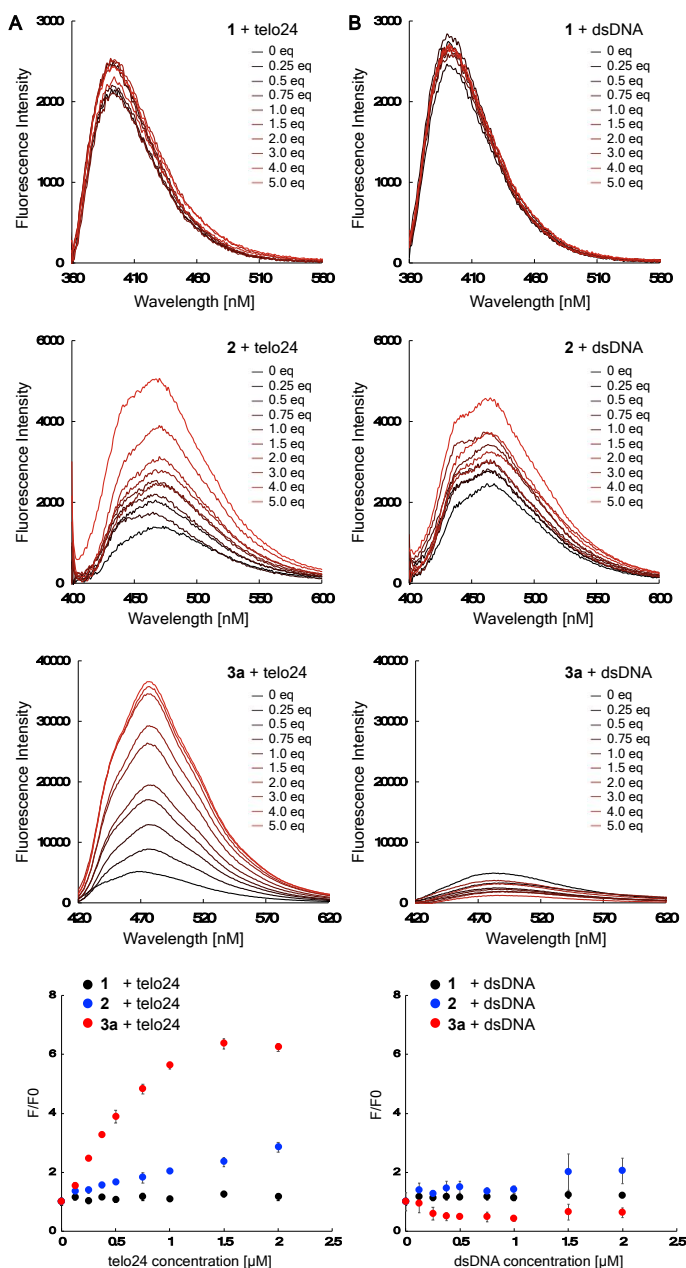 A
1 + telo24
Fluorescence Intensity
3000
2000
1000
0
360 410 460 510 560
Wavelength [nM]
0 eq
0.25 eq
0.5 eq
0.75 eq
1.0 eq
1.5 eq
2.0 eq
3.0 eq
4.0 eq
5.0 eq
B
1 + dsDNA
Fluorescence Intensity
3000
2000
1000
0
360 410 460 510 560
Wavelength [nM]
0 eq
0.25 eq
0.5 eq
0.75 eq
1.0 eq
1.5 eq
2.0 eq
3.0 eq
4.0 eq
5.0 eq
2 + telo24
Fluorescence Intensity
6000
4000
2000
0
400 450 500 550 600
Wavelength [nM]
0 eq
0.25 eq
0.5 eq
0.75 eq
1.0 eq
1.5 eq
2.0 eq
3.0 eq
4.0 eq
5.0 eq
2 + dsDNA
Fluorescence Intensity
6000
4000
2000
0
400 450 500 550 600
Wavelength [nM]
0 eq
0.25 eq
0.5 eq
0.75 eq
1.0 eq
1.5 eq
2.0 eq
3.0 eq
4.0 eq
5.0 eq
3a + telo24
Fluorescence Intensity
40000
30000
20000
10000
0
420 470 520 570 620
Wavelength [nM]
0 eq
0.25 eq
0.5 eq
0.75 eq
1.0 eq
1.5 eq
2.0 eq
3.0 eq
4.0 eq
5.0 eq
3a + dsDNA
Fluorescence Intensity
40000
30000
20000
10000
0
420 470 520 570 620
Wavelength [nM]
0 eq
0.25 eq
0.5 eq
0.75 eq
1.0 eq
1.5 eq
2.0 eq
3.0 eq
4.0 eq
5.0 eq
1 + telo24
2 + telo24
3a + telo24
F/F0
8
6
4
2
0
0 0.5 1 1.5 2 2.5
telo24 concentration [µM]
1 + dsDNA
2 + dsDNA
3a + dsDNA
F/F0
8
6
4
2
0
0 0.5 1 1.5 2 2.5
dsDNA concentration [µM]